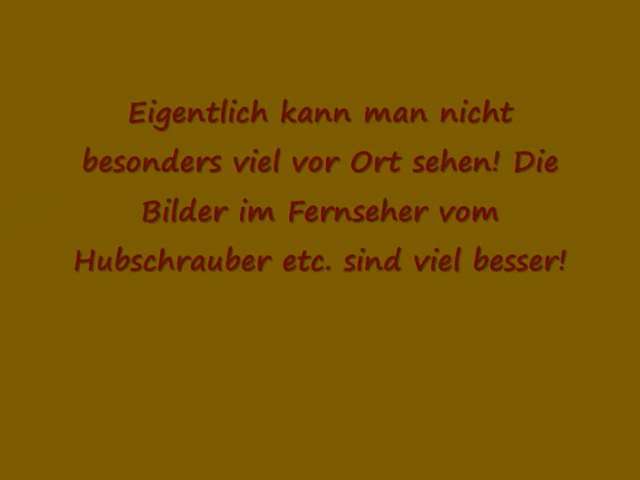 Eigentlich kann man nicht
besonders viel vor Ort sehen! Die
Bilder im Fernseher vom
Hubschrauber etc. sind viel besser!